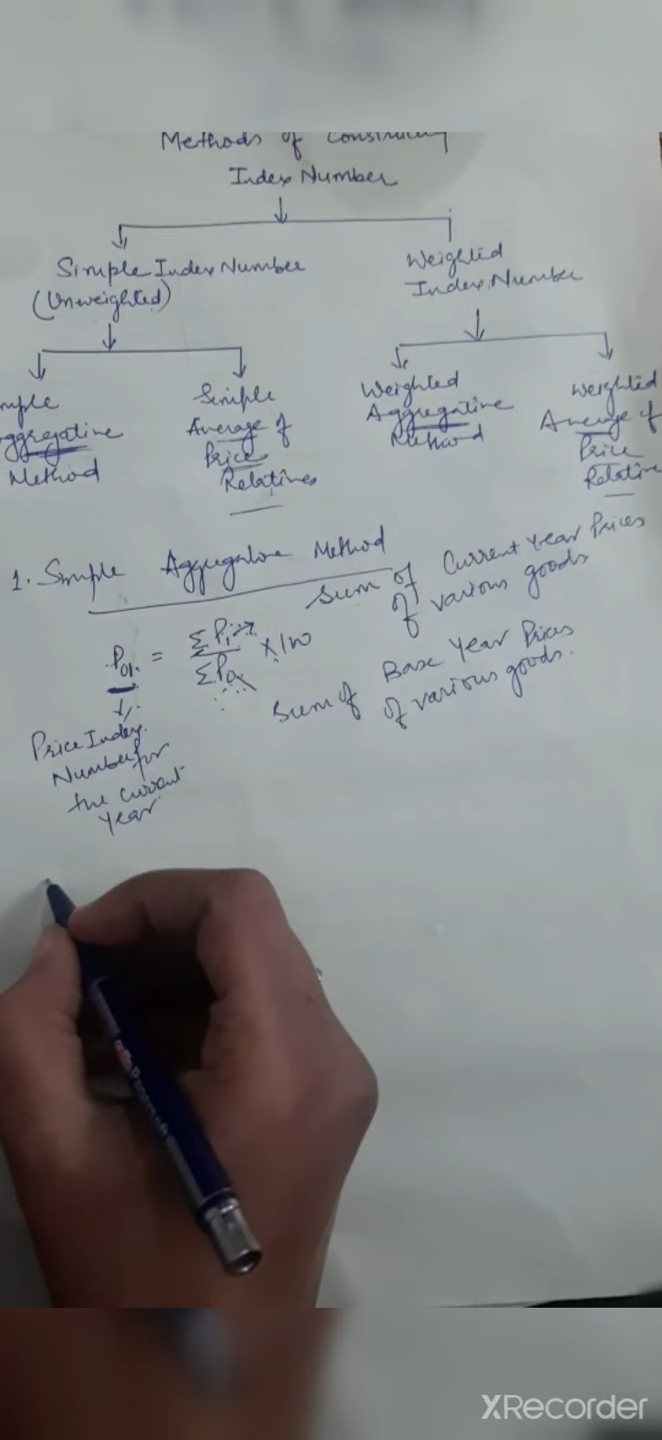 Methods of Constructing
Index Number
Simple Index Number
(Unweighted)
Weighted
Index Number
mple
ggregative
Method
Simple
Average of
Price
Relatives
Weighted
Aggregative
Method
Weighted
Average of
Price
Relative
1. Simple Aggregative Method
P01 = ΣP1 → / ΣP0 × 100
Sum of Current Year Prices
of various goods
Sum of Base Year Prices
of various goods.
Price Index
Number for
the current
Year
XRecorder